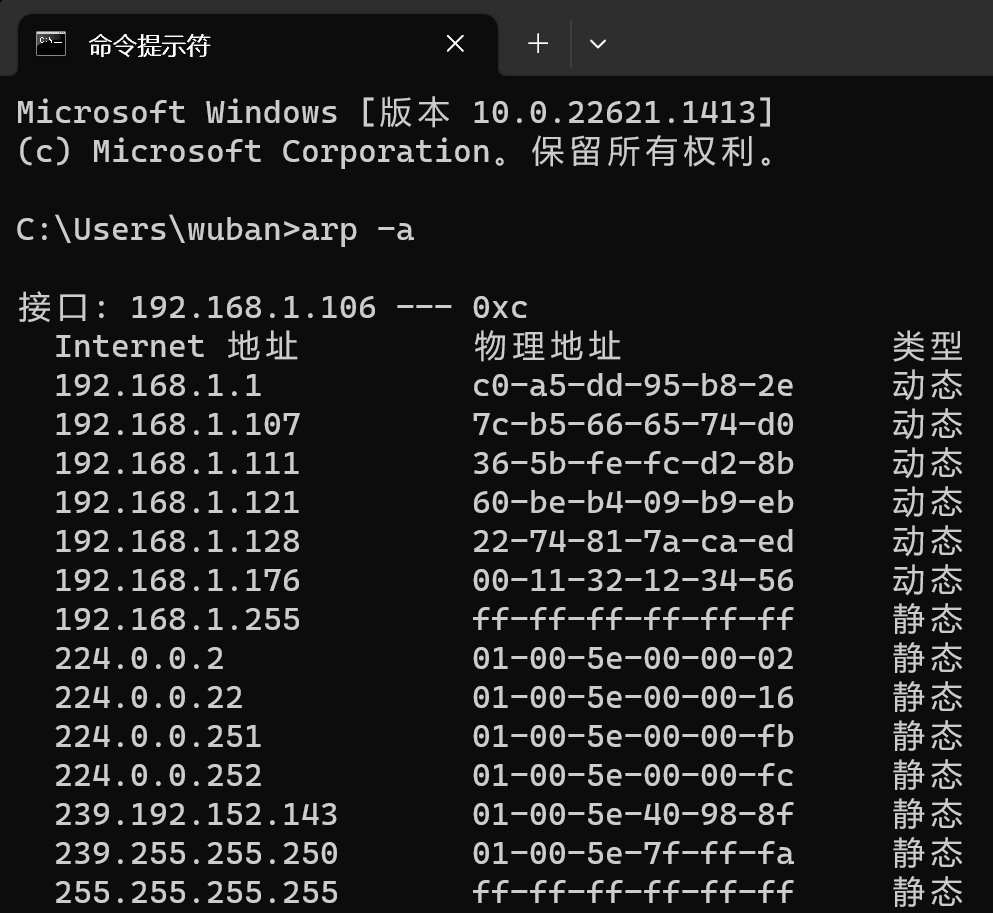 命令提示符
Microsoft Windows [版本 10.0.22621.1413]
(c) Microsoft Corporation。保留所有权利。
C:\Users\wuban>arp -a
接口: 192.168.1.106 --- 0xc
Internet 地址 物理地址 类型
192.168.1.1 c0-a5-dd-95-b8-2e 动态
192.168.1.107 7c-b5-66-65-74-d0 动态
192.168.1.111 36-5b-fe-fc-d2-8b 动态
192.168.1.121 60-be-b4-09-b9-eb 动态
192.168.1.128 22-74-81-7a-ca-ed 动态
192.168.1.176 00-11-32-12-34-56 动态
192.168.1.255 ff-ff-ff-ff-ff-ff 静态
224.0.0.2 01-00-5e-00-00-02 静态
224.0.0.22 01-00-5e-00-00-16 静态
224.0.0.251 01-00-5e-00-00-fb 静态
224.0.0.252 01-00-5e-00-00-fc 静态
239.192.152.143 01-00-5e-40-98-8f 静态
239.255.255.250 01-00-5e-7f-ff-fa 静态
255.255.255.255 ff-ff-ff-ff-ff-ff 静态